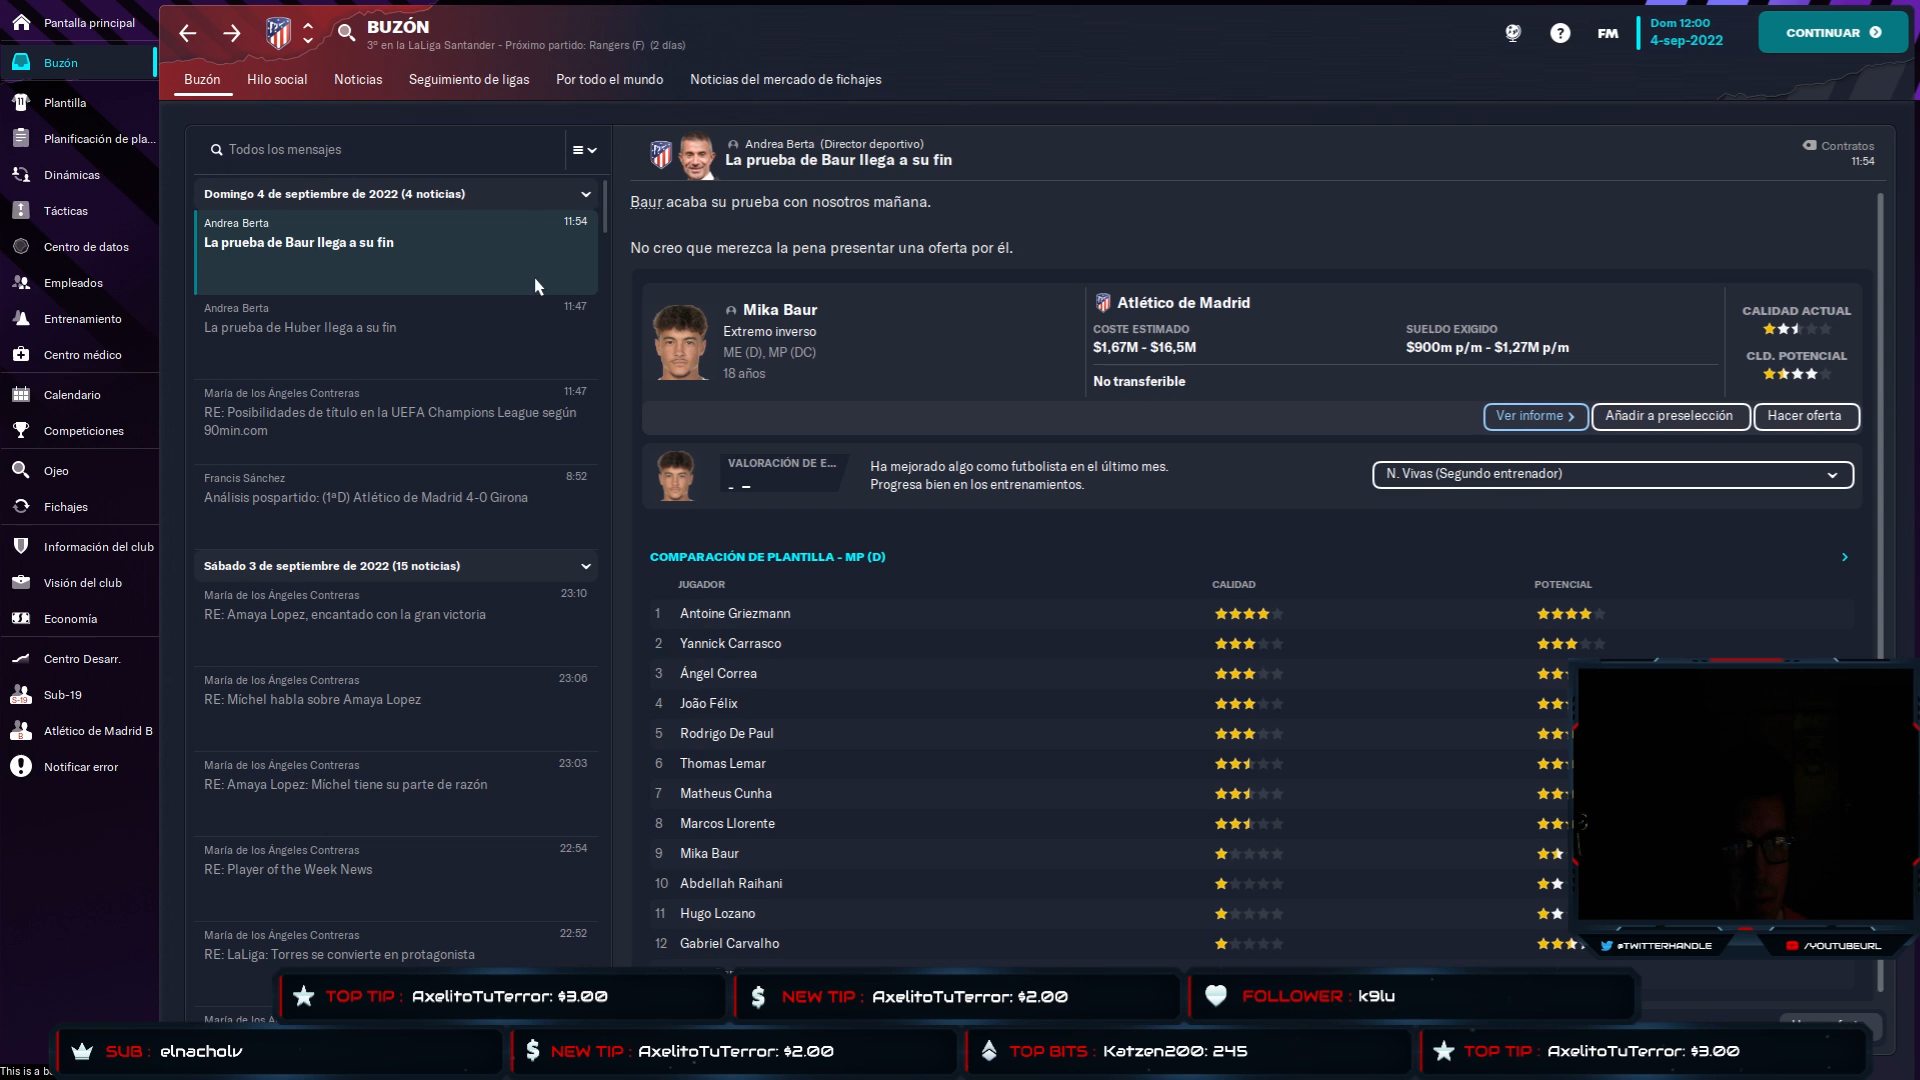 Pantalla principal
Buzón
Plantilla
Planificación de pla...
Dinámicas
Tácticas
Centro de datos
Empleados
Entrenamiento
Centro médico
Calendario
Competiciones
Ojeo
Fichajes
Información del club
Visión del club
Economía
Centro Desarr.
Sub-19
Atlético de Madrid B
Notificar error
BUZÓN
3º en la LaLiga Santander - Próximo partido: Rangers (F) (2 días)
FM
Dom 12:00
4-sep-2022
CONTINUAR
Buzón
Hilo social
Noticias
Seguimiento de ligas
Por todo el mundo
Noticias del mercado de fichajes
Todos los mensajes
Domingo 4 de septiembre de 2022 (4 noticias)
Andrea Berta 11:54
La prueba de Baur llega a su fin
Andrea Berta 11:47
La prueba de Huber llega a su fin
María de los Ángeles Contreras 11:47
RE: Posibilidades de título en la UEFA Champions League según
90min.com
Francis Sánchez 8:52
Análisis pospartido: (1ªD) Atlético de Madrid 4-0 Girona
Sábado 3 de septiembre de 2022 (15 noticias)
María de los Ángeles Contreras 23:10
RE: Amaya Lopez, encantado con la gran victoria
María de los Ángeles Contreras 23:06
RE: Míchel habla sobre Amaya Lopez
María de los Ángeles Contreras 23:03
RE: Amaya Lopez: Míchel tiene su parte de razón
María de los Ángeles Contreras 22:54
RE: Player of the Week News
María de los Ángeles Contreras 22:52
RE: LaLiga: Torres se convierte en protagonista
María de los Án
Andrea Berta (Director deportivo)
La prueba de Baur llega a su fin
Contratos
11:54
Baur acaba su prueba con nosotros mañana.
No creo que merezca la pena presentar una oferta por él.
Mika Baur
Extremo inverso
ME (D), MP (DC)
18 años
Atlético de Madrid
COSTE ESTIMADO
$1,67M - $16,5M
SUELDO EXIGIDO
$900m p/m - $1,27M p/m
No transferible
CALIDAD ACTUAL
CLD. POTENCIAL
Ver informe
Añadir a preselección
Hacer oferta
VALORACIÓN DE E...
- –
Ha mejorado algo como futbolista en el último mes.
Progresa bien en los entrenamientos.
N. Vivas (Segundo entrenador)
COMPARACIÓN DE PLANTILLA - MP (D)
JUGADOR CALIDAD POTENCIAL
1 Antoine Griezmann
2 Yannick Carrasco
3 Ángel Correa
4 João Félix
5 Rodrigo De Paul
6 Thomas Lemar
7 Matheus Cunha
8 Marcos Llorente
9 Mika Baur
10 Abdellah Raihani
11 Hugo Lozano
12 Gabriel Carvalho
@TWITTERHANDLE
/YOUTUBEURL
TOP TIP : AxelitoTuTerror: $3.00
NEW TIP : AxelitoTuTerror: $2.00
FOLLOWER : k9lu
SUB : elnacholv
NEW TIP : AxelitoTuTerror: $2.00
TOP BITS : Katzen200: 245
TOP TIP : AxelitoTuTerror: $3.00
This is a b